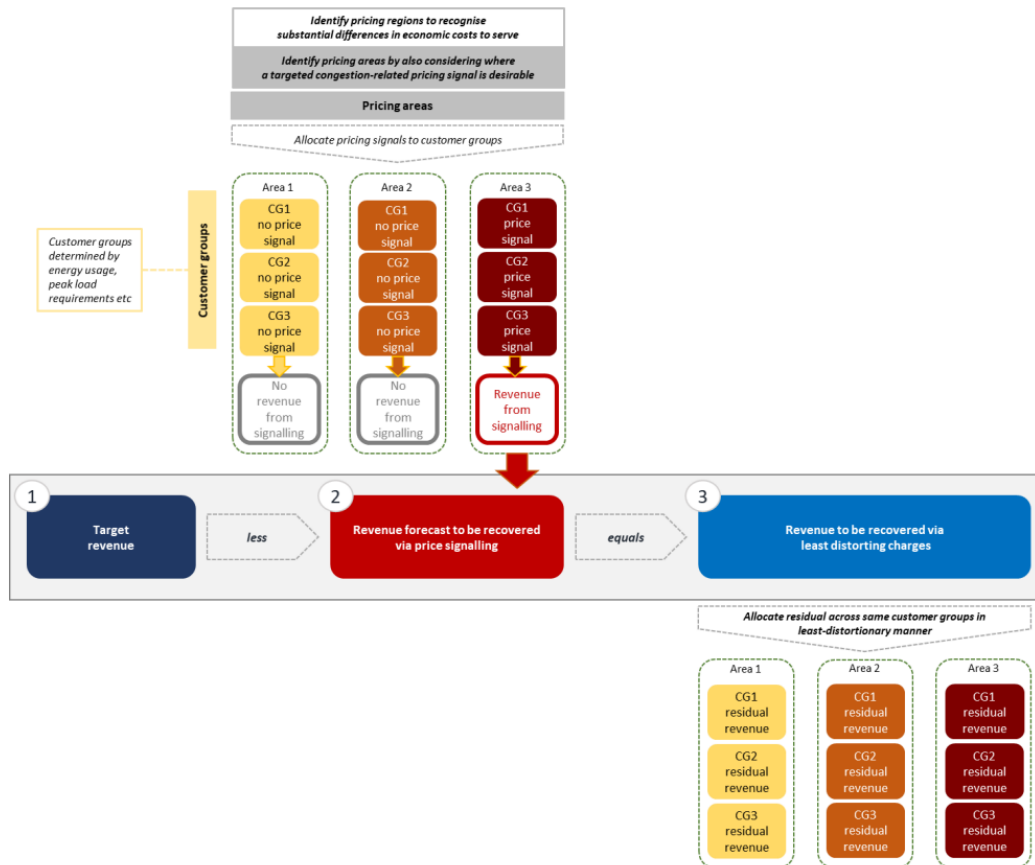 Identify pricing regions to recognise
substantial differences in economic costs to serve
Identify pricing areas by also considering where
a targeted congestion-related pricing signal is desirable
Pricing areas
Allocate pricing signals to customer groups
Customer groups
determined by
energy usage,
peak load
requirements etc
Customer groups
Area 1
CG1
no price
signal
CG2
no price
signal
CG3
no price
signal
No
revenue
from
signalling
Area 2
CG1
no price
signal
CG2
no price
signal
CG3
no price
signal
No
revenue
from
signalling
Area 3
CG1
price
signal
CG2
price
signal
CG3
price
signal
Revenue
from
signalling
1
Target
revenue
less
2
Revenue forecast to be recovered
via price signalling
equals
3
Revenue to be recovered via
least distorting charges
Allocate residual across same customer groups in
least-distortionary manner
Area 1
CG1
residual
revenue
CG2
residual
revenue
CG3
residual
revenue
Area 2
CG1
residual
revenue
CG2
residual
revenue
CG3
residual
revenue
Area 3
CG1
residual
revenue
CG2
residual
revenue
CG3
residual
revenue